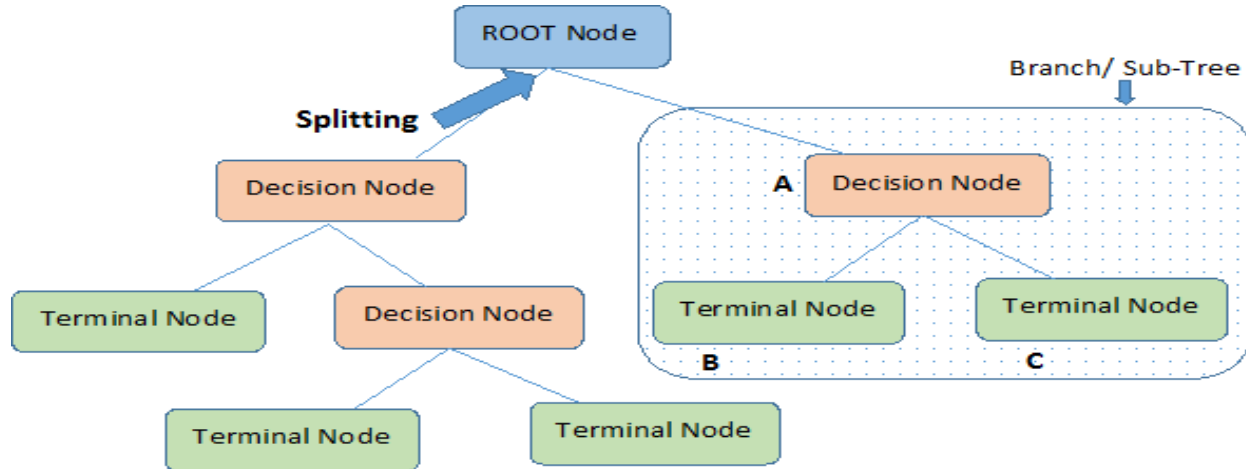 ROOT Node
Branch/ Sub-Tree
Splitting
Decision Node
A
Decision Node
Terminal Node
Decision Node
Terminal Node
Terminal Node
B
C
Terminal Node
Terminal Node